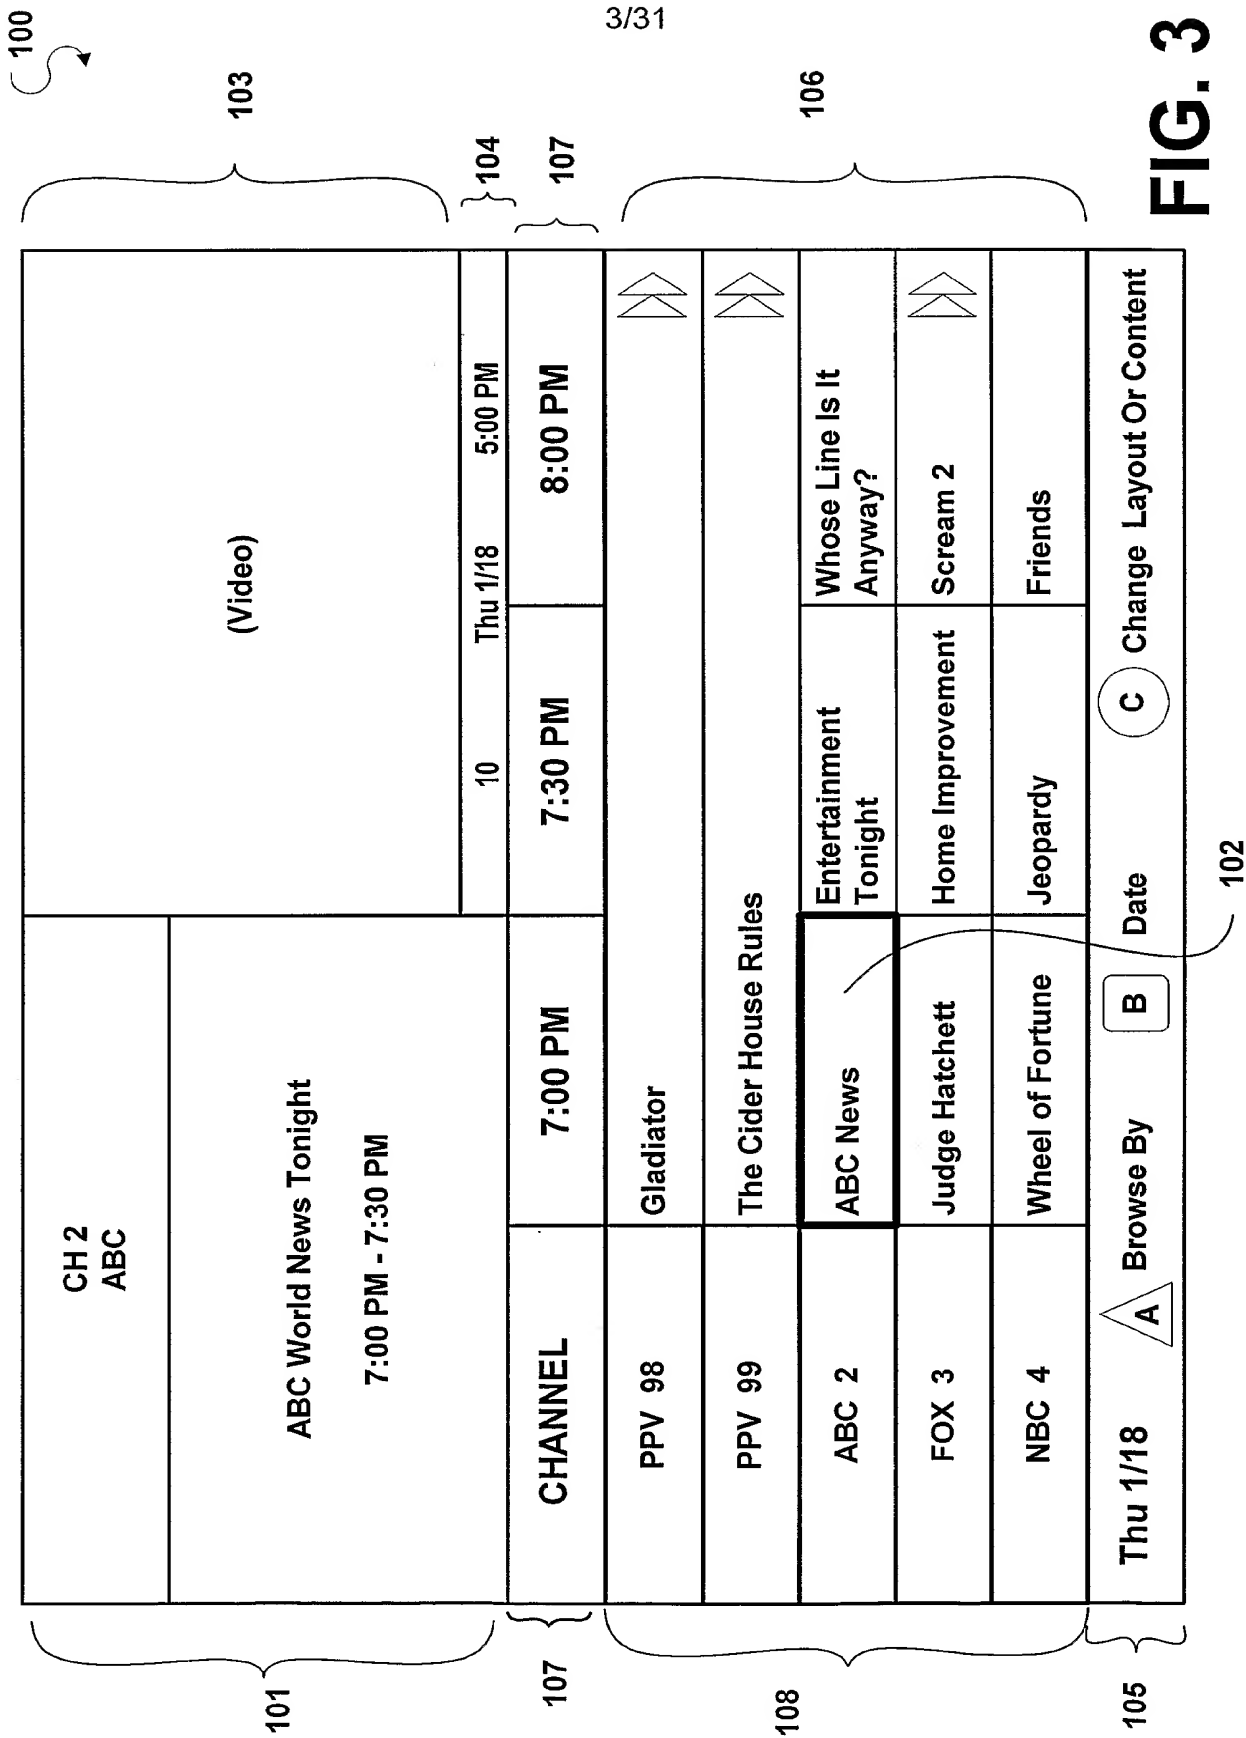 3/31
100
103
104
107
106
CH 2
ABC
ABC World News Tonight
7:00 PM - 7:30 PM
(Video)
10 Thu 1/18 5:00 PM
CHANNEL 7:00 PM 7:30 PM 8:00 PM
PPV 98 Gladiator
PPV 99 The Cider House Rules
ABC 2 ABC News Entertainment
Tonight
Whose Line Is It
Anyway?
FOX 3 Judge Hatchett Home Improvement Scream 2
NBC 4 Wheel of Fortune Jeopardy Friends
Thu 1/18 A Browse By B Date C Change Layout Or Content
101
107
108
105
102
FIG. 3